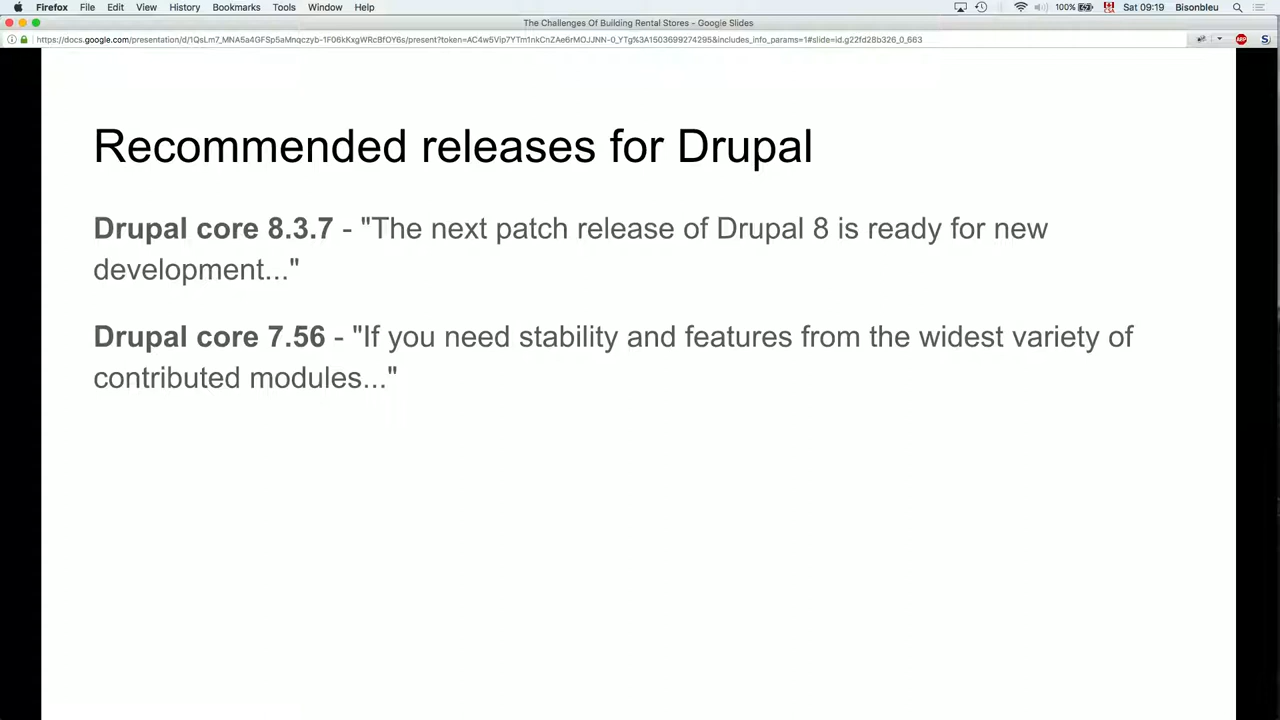 Firefox File Edit View History Bookmarks Tools Window Help 100% Sat 09:19 Bisonbleu
The Challenges Of Building Rental Stores - Google Slides
Recommended releases for Drupal
Drupal core 8.3.7 - "The next patch release of Drupal 8 is ready for new
development..."
Drupal core 7.56 - "If you need stability and features from the widest variety of
contributed modules..."